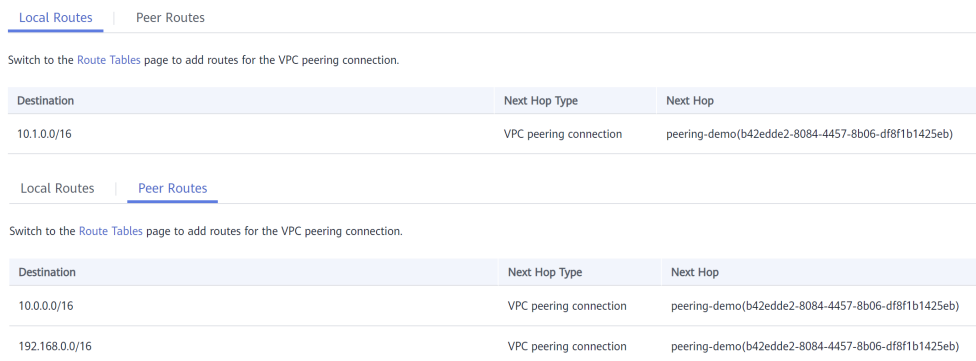 Local Routes | Peer Routes
Switch to the Route Tables page to add routes for the VPC peering connection.
Destination Next Hop Type Next Hop
10.1.0.0/16 VPC peering connection peering-demo(b42edde2-8084-4457-8b06-df8f1b1425eb)
Local Routes | Peer Routes
Switch to the Route Tables page to add routes for the VPC peering connection.
Destination Next Hop Type Next Hop
10.0.0.0/16 VPC peering connection peering-demo(b42edde2-8084-4457-8b06-df8f1b1425eb)
192.168.0.0/16 VPC peering connection peering-demo(b42edde2-8084-4457-8b06-df8f1b1425eb)